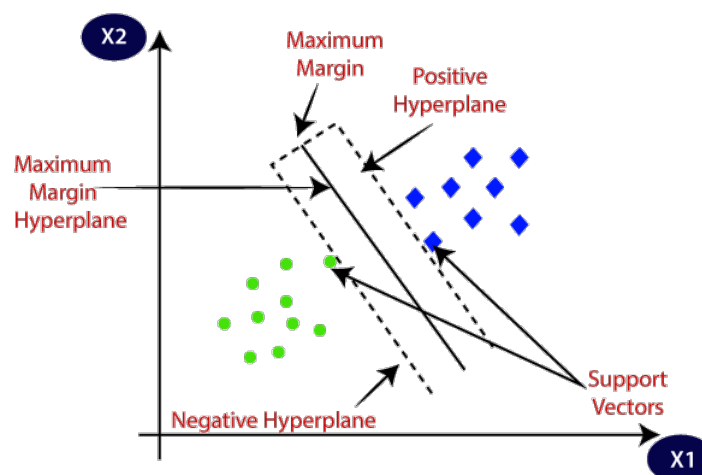 X2
Maximum
Margin
Positive
Hyperplane
Maximum
Margin
Hyperplane
Support
Vectors
Negative Hyperplane
X1